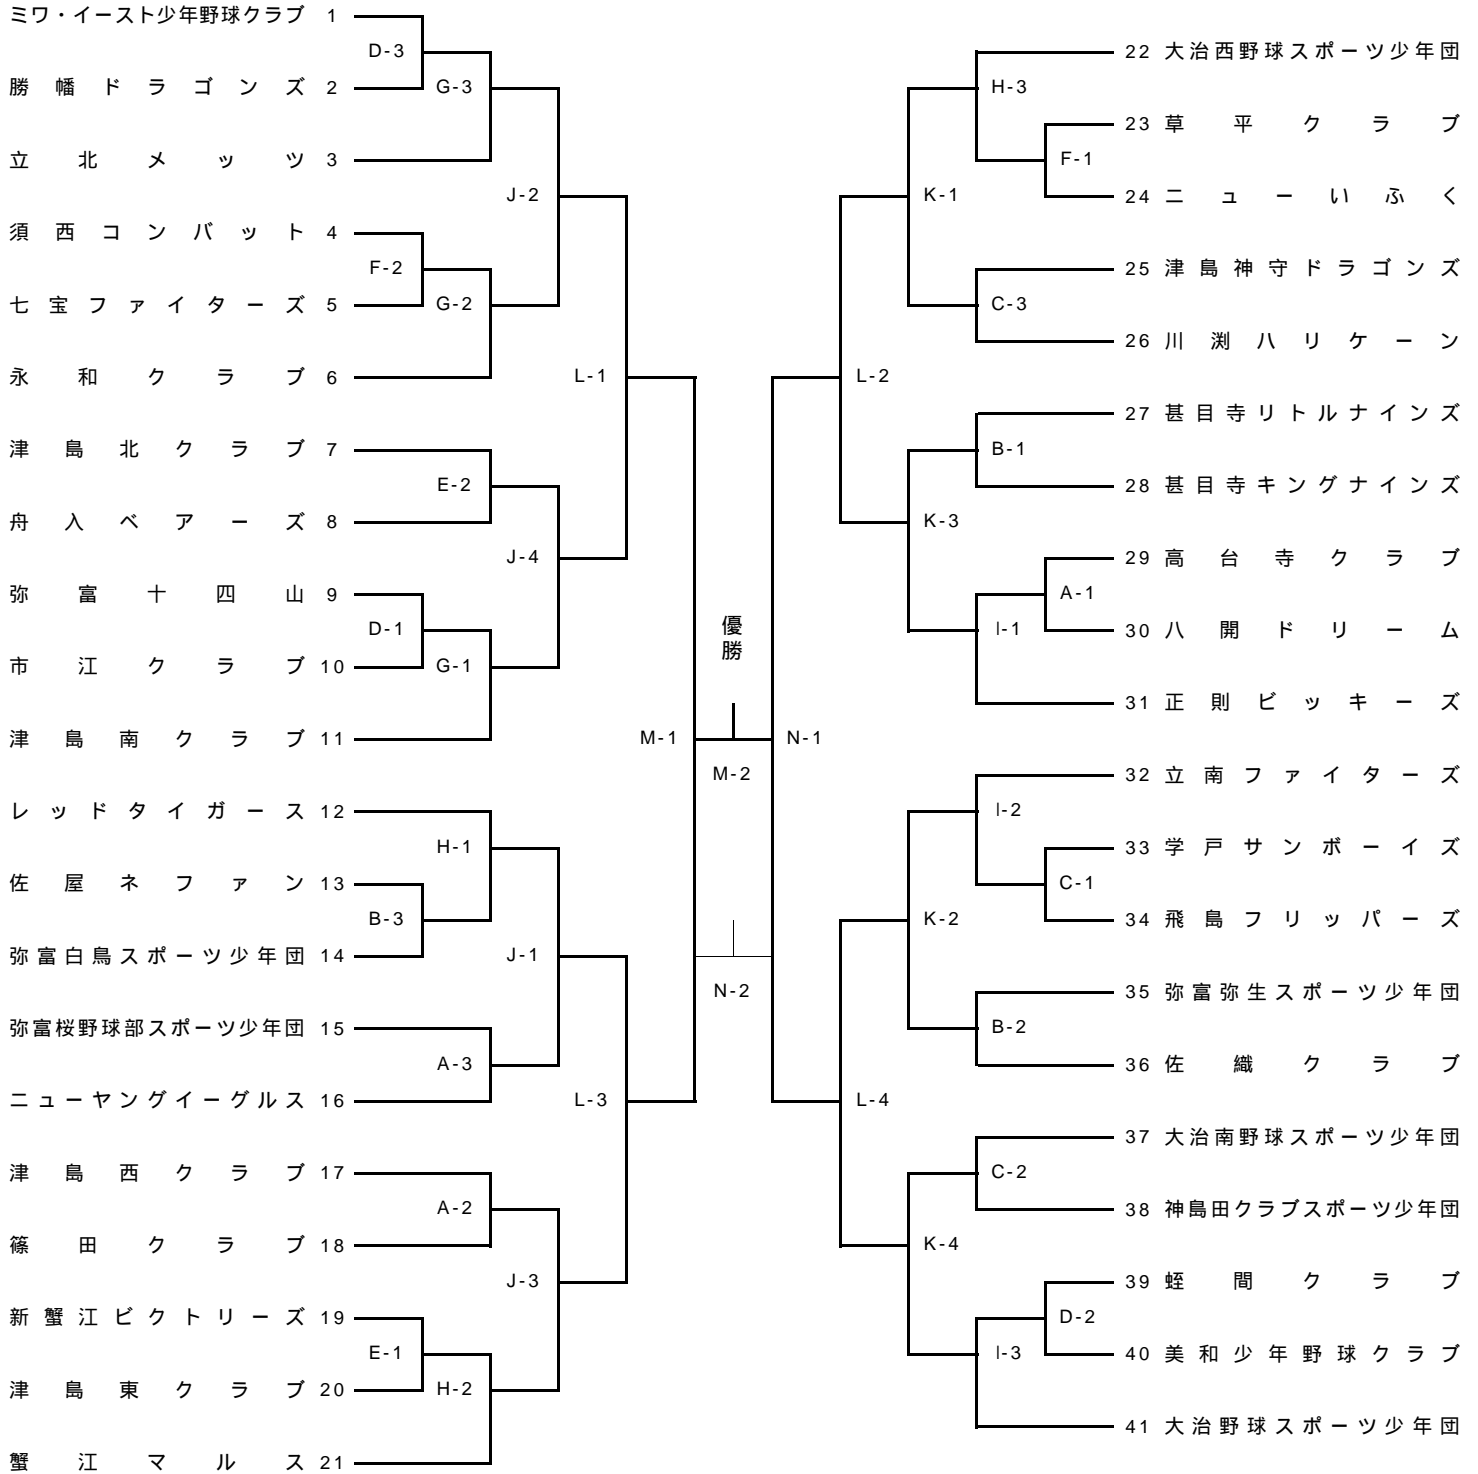 ミワ・イースト少年野球クラブ 1
D-3
勝幡ドラゴンズ 2
G-3
立北メッツ 3
J-2
須西コンバット 4
F-2
七宝ファイターズ 5
G-2
永和クラブ 6
L-1
津島北クラブ 7
E-2
舟入ベアーズ 8
J-4
弥富十四山 9
D-1
市江クラブ 10
G-1
津島南クラブ 11
M-1
レッドタイガース 12
H-1
佐屋ネファン 13
B-3
弥富白鳥スポーツ少年団 14
J-1
弥富桜野球部スポーツ少年団 15
A-3
ニューヤングイーグルス 16
L-3
津島西クラブ 17
A-2
篠田クラブ 18
J-3
新蟹江ビクトリーズ 19
E-1
津島東クラブ 20
H-2
蟹江マルス 21
優勝
M-2
N-2
22 大治西野球スポーツ少年団
H-3
23 草平クラブ
F-1
24 ニューいふく
K-1
25 津島神守ドラゴンズ
C-3
26 川渕ハリケーン
L-2
27 甚目寺リトルナインズ
B-1
28 甚目寺キングナインズ
K-3
29 高台寺クラブ
A-1
30 八開ドリーム
I-1
31 正則ビッキーズ
N-1
32 立南ファイターズ
I-2
33 学戸サンボーイズ
C-1
34 飛島フリッパーズ
K-2
35 弥富弥生スポーツ少年団
B-2
36 佐織クラブ
L-4
37 大治南野球スポーツ少年団
C-2
38 神島田クラブスポーツ少年団
K-4
39 蛭間クラブ
D-2
40 美和少年野球クラブ
I-3
41 大治野球スポーツ少年団